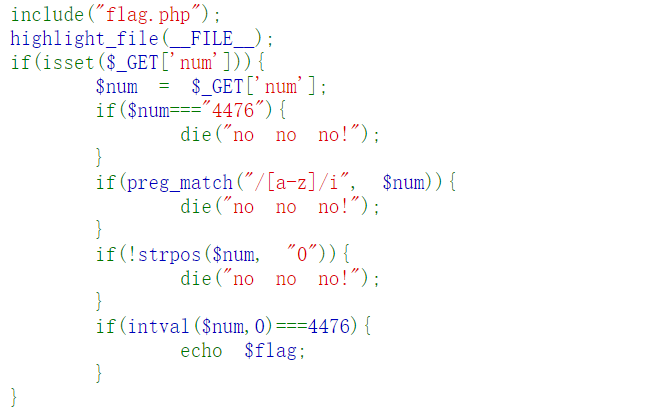 include("flag.php");
highlight_file(__FILE__);
if(isset($_GET['num'])){
        $num  =  $_GET['num'];
        if($num==="4476"){
                die("no  no  no!");
        }
        if(preg_match("/[a-z]/i",  $num)){
                die("no  no  no!");
        }
        if(!strpos($num,  "0")){
                die("no  no  no!");
        }
        if(intval($num,0)===4476){
                echo  $flag;
        }
}